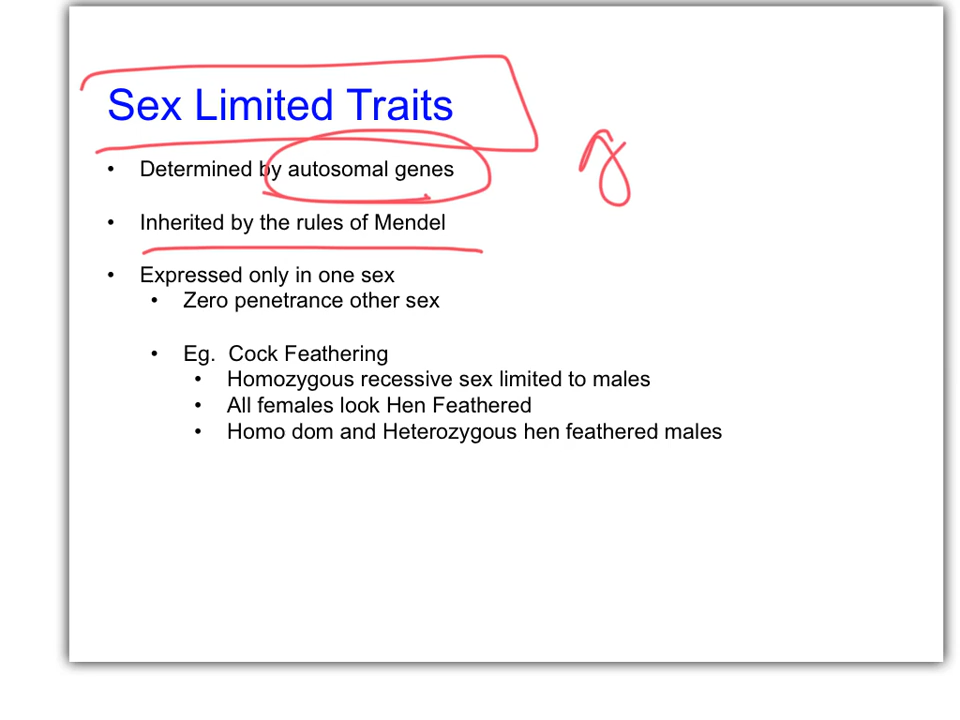 Sex Limited Traits
• Determined by autosomal genes
• Inherited by the rules of Mendel
• Expressed only in one sex
• Zero penetrance other sex
• Eg. Cock Feathering
• Homozygous recessive sex limited to males
• All females look Hen Feathered
• Homo dom and Heterozygous hen feathered males